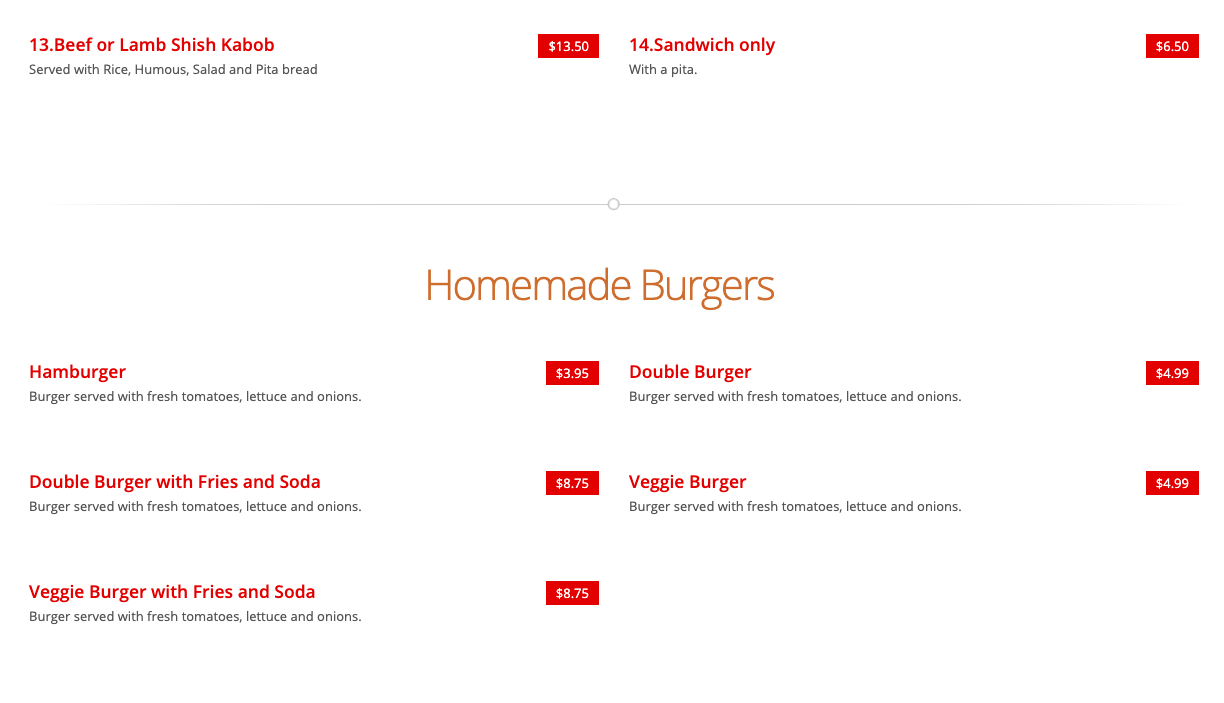 13.Beef or Lamb Shish Kabob $13.50
Served with Rice, Humous, Salad and Pita bread
14.Sandwich only $6.50
With a pita.
Homemade Burgers
Hamburger $3.95
Burger served with fresh tomatoes, lettuce and onions.
Double Burger $4.99
Burger served with fresh tomatoes, lettuce and onions.
Double Burger with Fries and Soda $8.75
Burger served with fresh tomatoes, lettuce and onions.
Veggie Burger $4.99
Burger served with fresh tomatoes, lettuce and onions.
Veggie Burger with Fries and Soda $8.75
Burger served with fresh tomatoes, lettuce and onions.